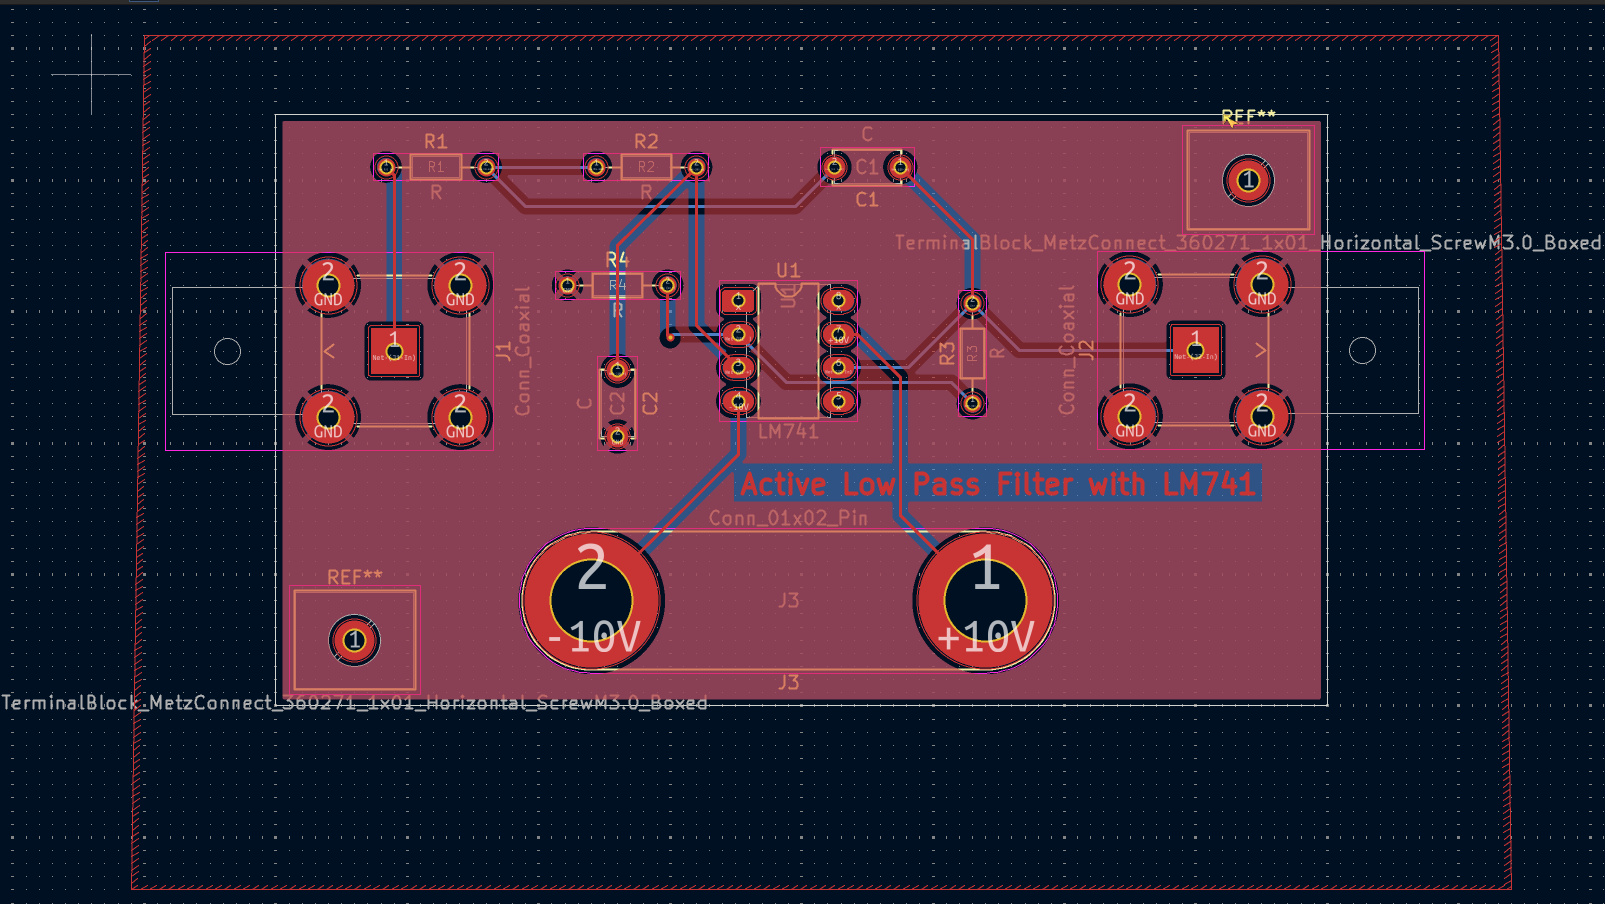 REF**
1
TerminalBlock_MetzConnect_360271_1x01_Horizontal_ScrewM3.0_Boxed
R1
R1
R
R2
R2
R
C
C1
C1
2
GND
2
GND
1
2
GND
2
GND
J1
Conn_Coaxial
R4
R4
R
C
C2
C2
U1
U1
+10V
-10V
LM741
R3
R3
R
Conn_Coaxial
J2
2
GND
2
GND
1
2
GND
2
GND
Active Low Pass Filter with LM741
Conn_01x02_Pin
2
-10V
J3
1
+10V
J3
REF**
1
TerminalBlock_MetzConnect_360271_1x01_Horizontal_ScrewM3.0_Boxed